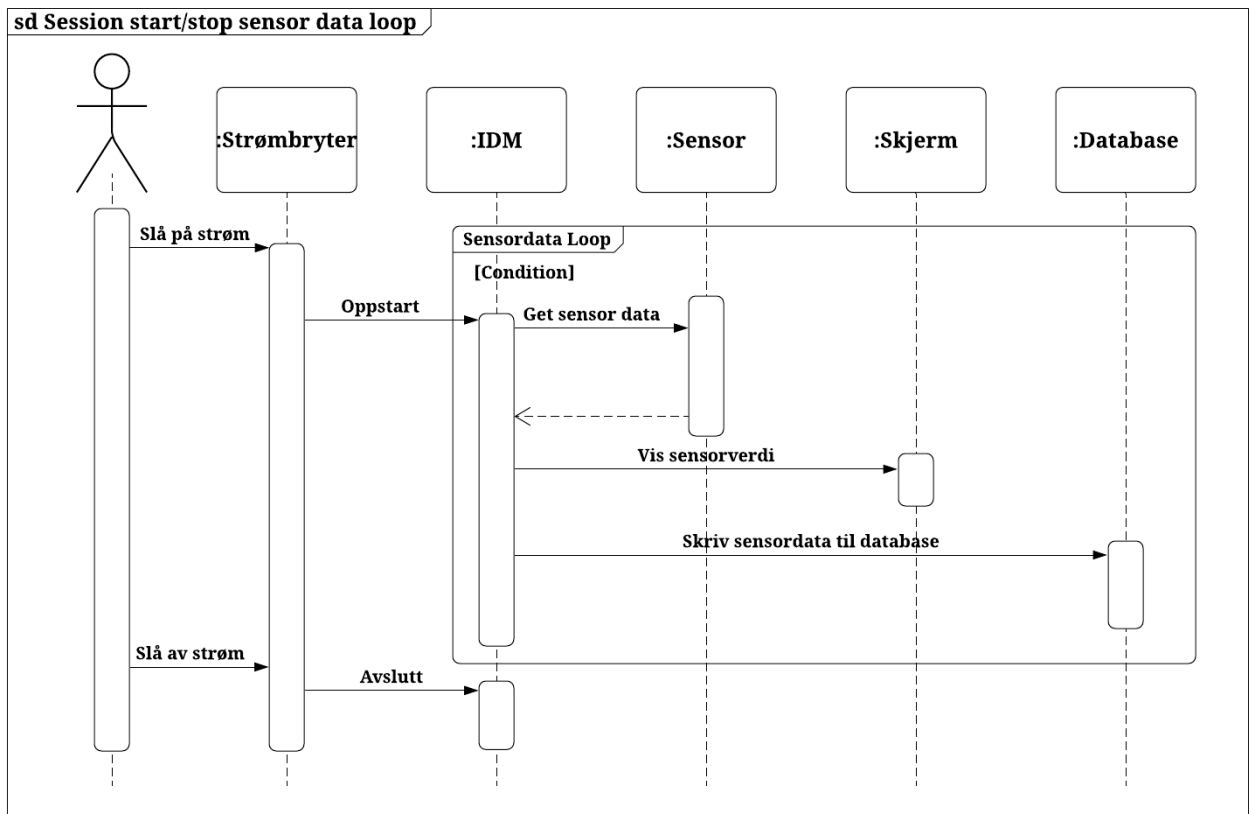 sd Session start/stop sensor data loop
:Strømbryter
:IDM
:Sensor
:Skjerm
:Database
Slå på strøm
Sensordata Loop
[Condition]
Oppstart
Get sensor data
Vis sensorverdi
Skriv sensordata til database
Slå av strøm
Avslutt